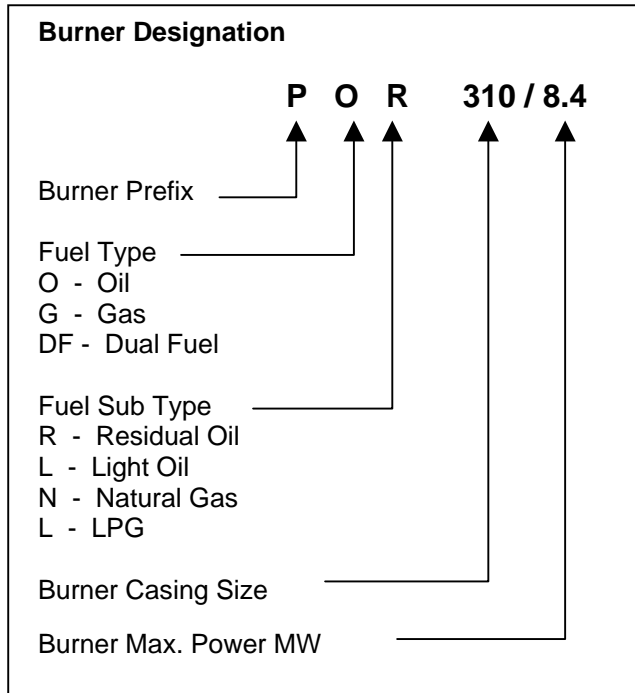 Burner Designation
P O R 310 / 8.4
Burner Prefix
Fuel Type
O - Oil
G - Gas
DF - Dual Fuel
Fuel Sub Type
R - Residual Oil
L - Light Oil
N - Natural Gas
L - LPG
Burner Casing Size
Burner Max. Power MW